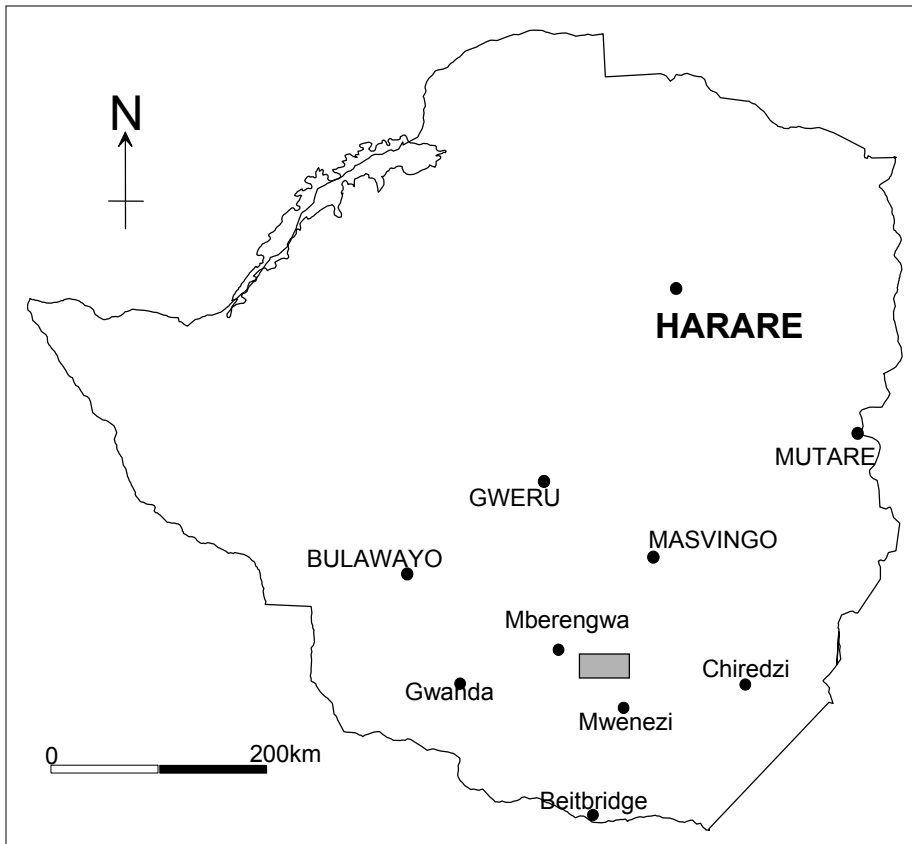 N
HARARE
MUTARE
GWERU
MASVINGO
BULAWAYO
Mberengwa
Chiredzi
Gwanda
Mwenezi
0 200km
Beitbridge